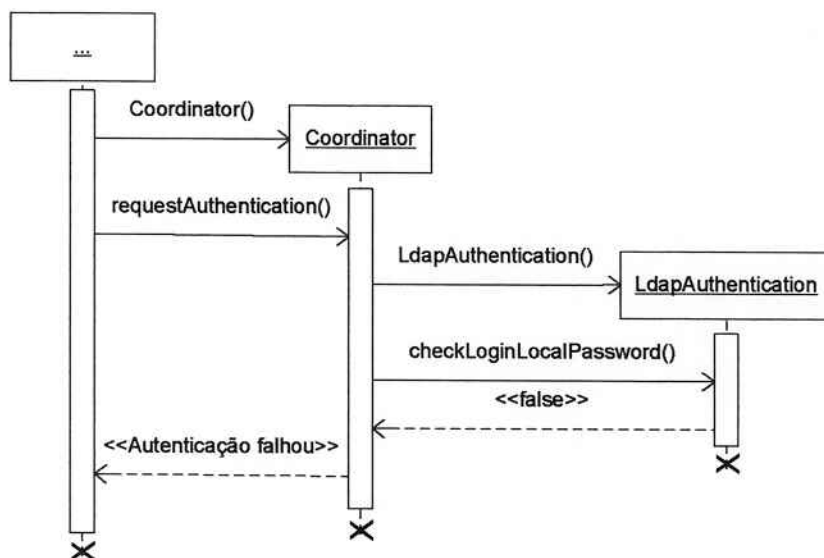 ...
Coordinator()
Coordinator
requestAuthentication()
LdapAuthentication()
LdapAuthentication
checkLoginLocalPassword()
<<false>>
<<Autenticação falhou>>